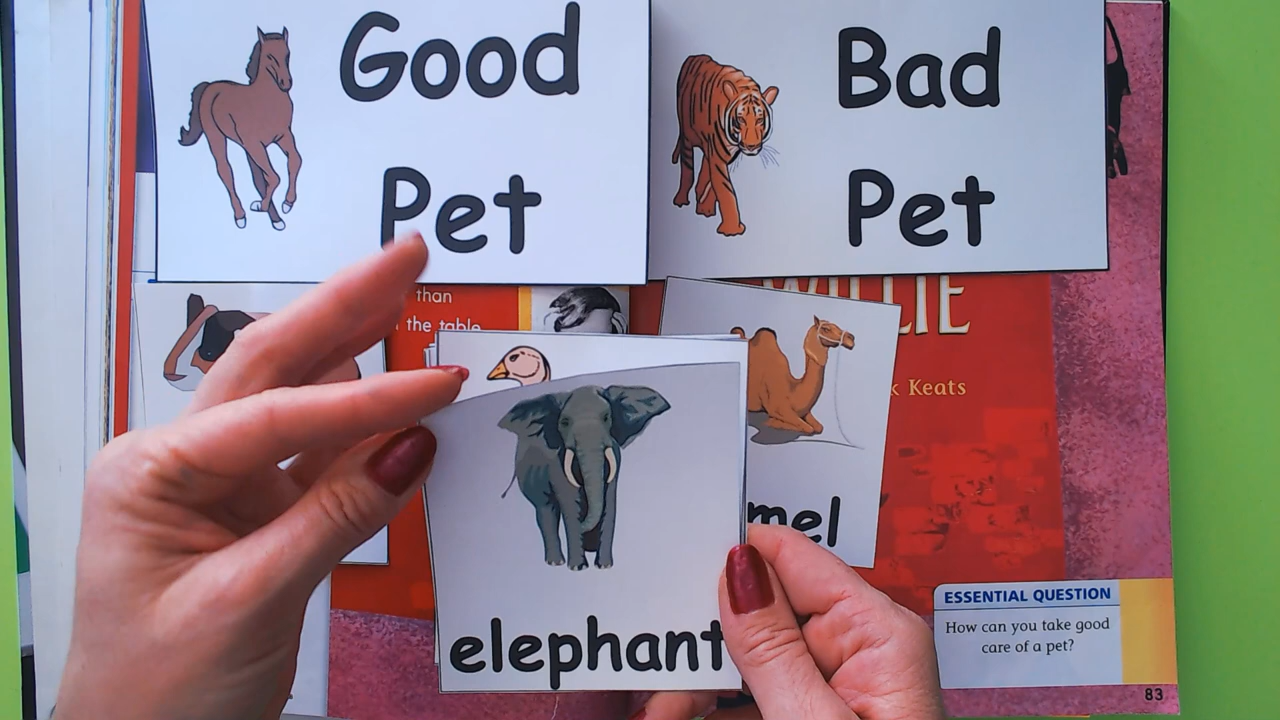 Good
Pet
Bad
Pet
than
the table
WILLIE
Keats
mel
elephant
ESSENTIAL QUESTION
How can you take good
care of a pet?
83